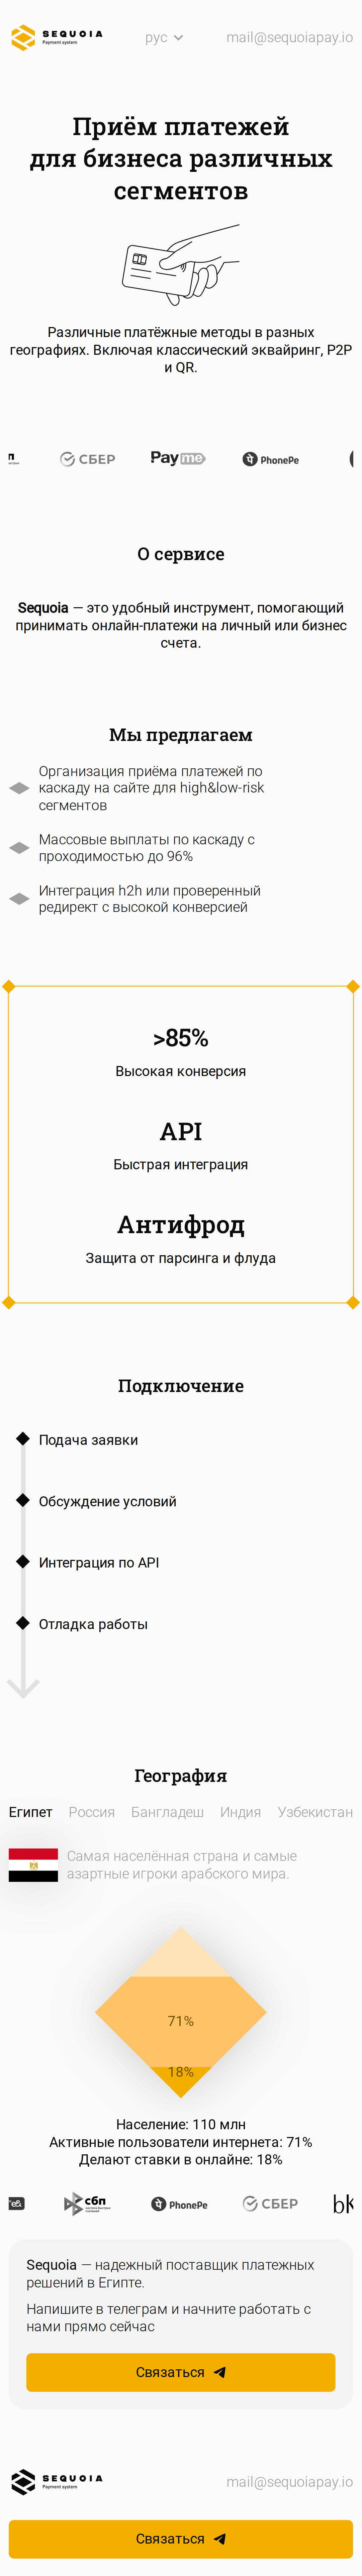 SEQUOIA
Payment system
рус
mail@sequoiapay.io
Приём платежей
для бизнеса различных
сегментов
Различные платёжные методы в разных
географиях. Включая классический эквайринг, P2P
и QR.
СБЕР
Payme
PhonePe
О сервисе
Sequoia — это удобный инструмент, помогающий
принимать онлайн-платежи на личный или бизнес
счета.
Мы предлагаем
Организация приёма платежей по
каскаду на сайте для high&low-risk
сегментов
Массовые выплаты по каскаду с
проходимостью до 96%
Интеграция h2h или проверенный
редирект с высокой конверсией
>85%
Высокая конверсия
API
Быстрая интеграция
Антифрод
Защита от парсинга и флуда
Подключение
Подача заявки
Обсуждение условий
Интеграция по API
Отладка работы
География
Египет Россия Бангладеш Индия Узбекистан
Самая населённая страна и самые
азартные игроки арабского мира.
71%
18%
Население: 110 млн
Активные пользователи интернета: 71%
Делают ставки в онлайне: 18%
сбп
PhonePe
СБЕР
Sequoia — надежный поставщик платежных
решений в Египте.
Напишите в телеграм и начните работать с
нами прямо сейчас
Связаться
SEQUOIA
Payment system
mail@sequoiapay.io
Связаться